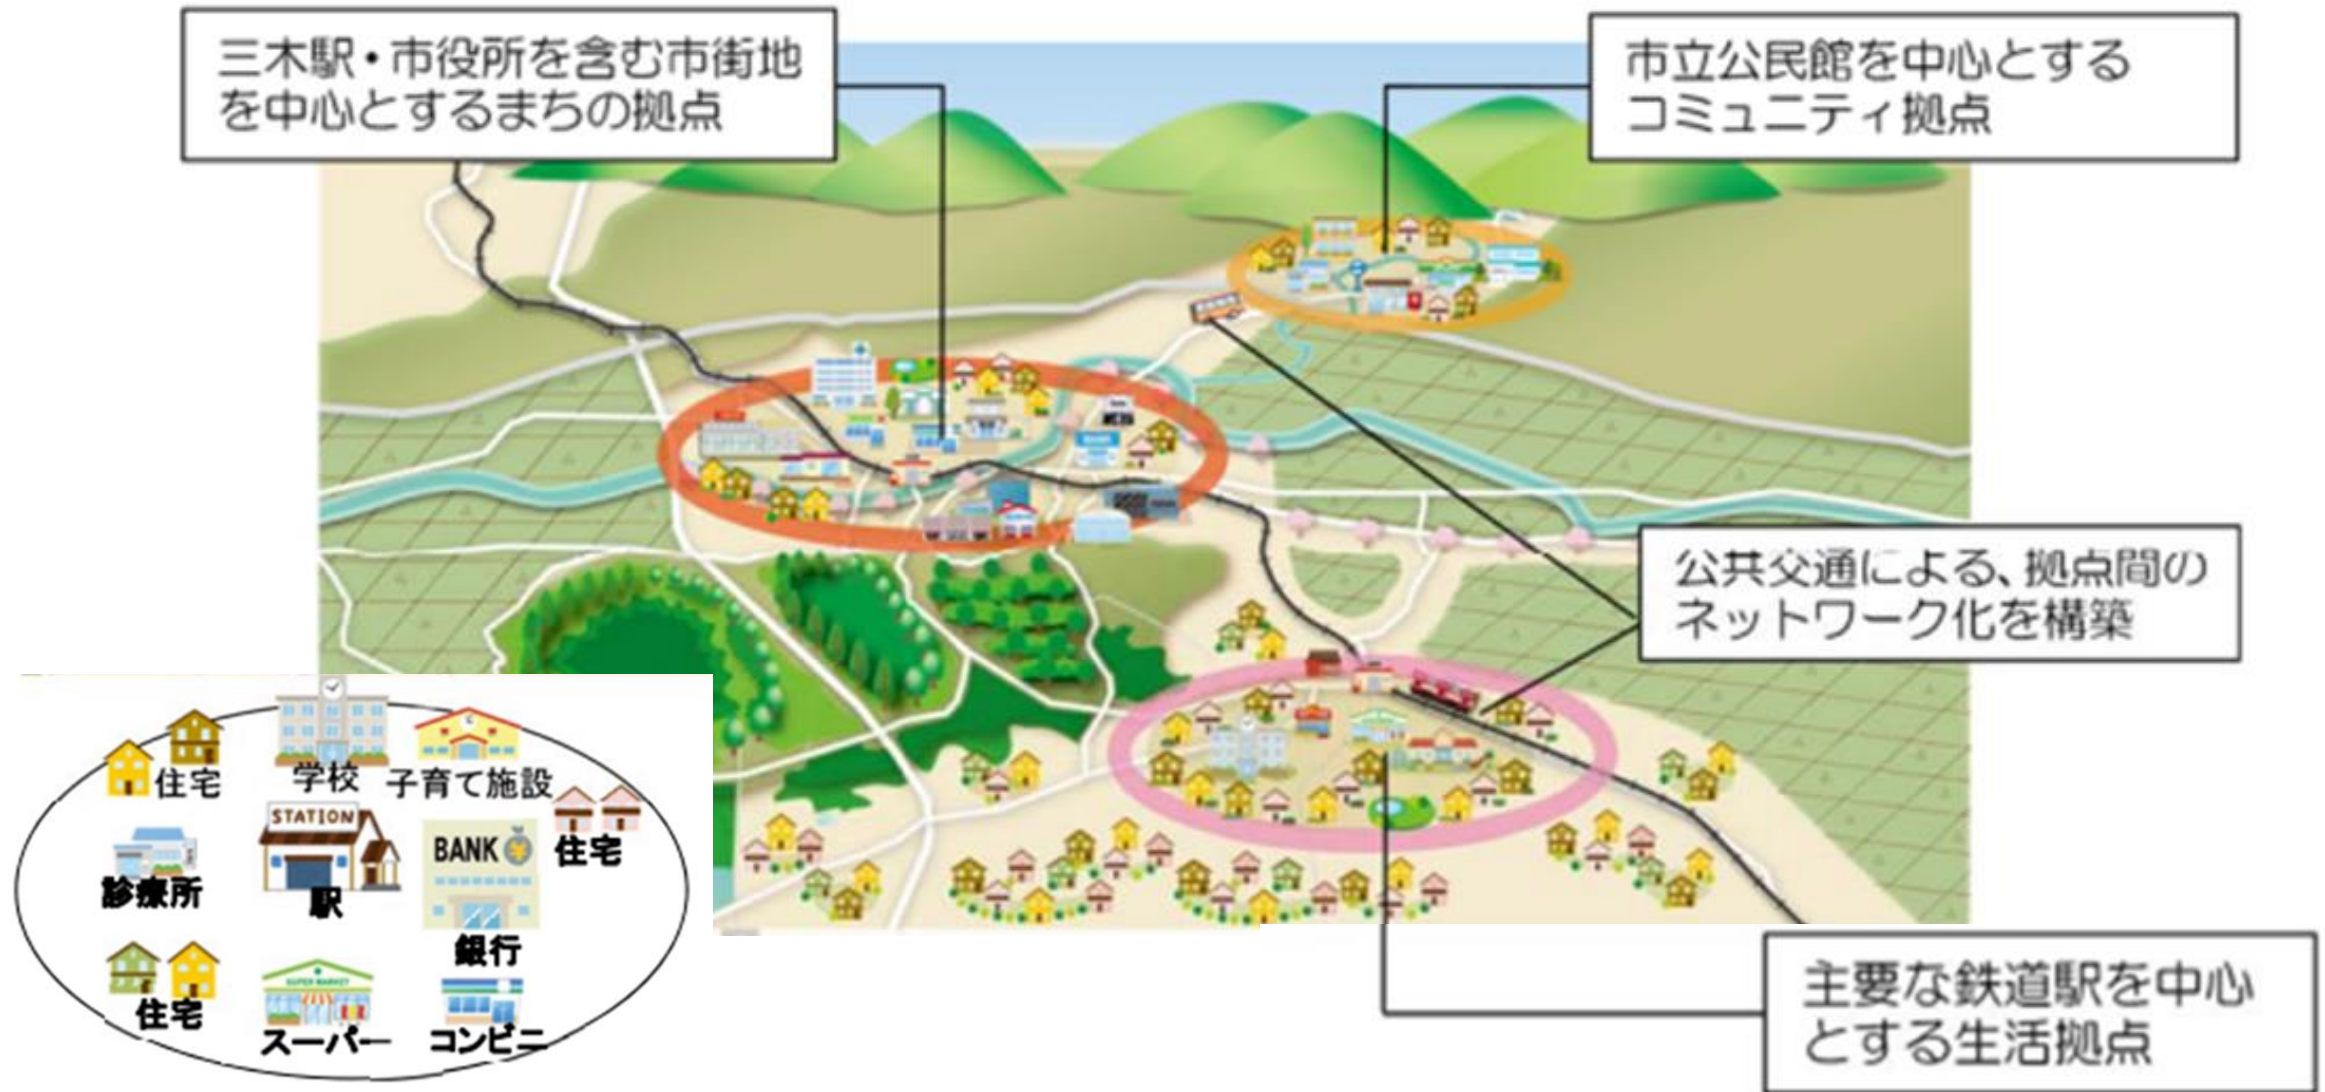 三木駅・市役所を含む市街地
を中心とするまちの拠点
市立公民館を中心とする
コミュニティ拠点
公共交通による、拠点間の
ネットワーク化を構築
住宅
学校
子育て施設
STATION
駅
BANK
住宅
診療所
銀行
住宅
SUPER MARKET
スーパー
コンビニ
主要な鉄道駅を中心
とする生活拠点